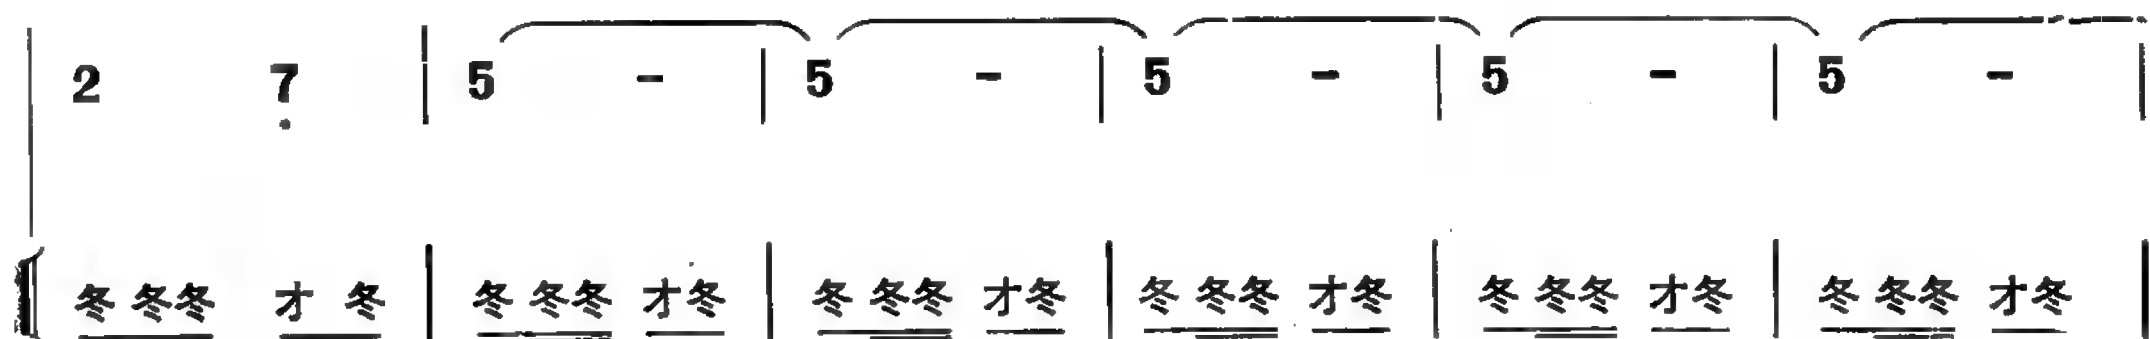 2 7̣ | 5 - | 5 - | 5 - | 5 - | 5 - |
冬 冬冬 才 冬 | 冬 冬冬 才冬 | 冬 冬冬 才冬 | 冬 冬冬 才冬 | 冬 冬冬 才冬 | 冬 冬冬 才冬 |